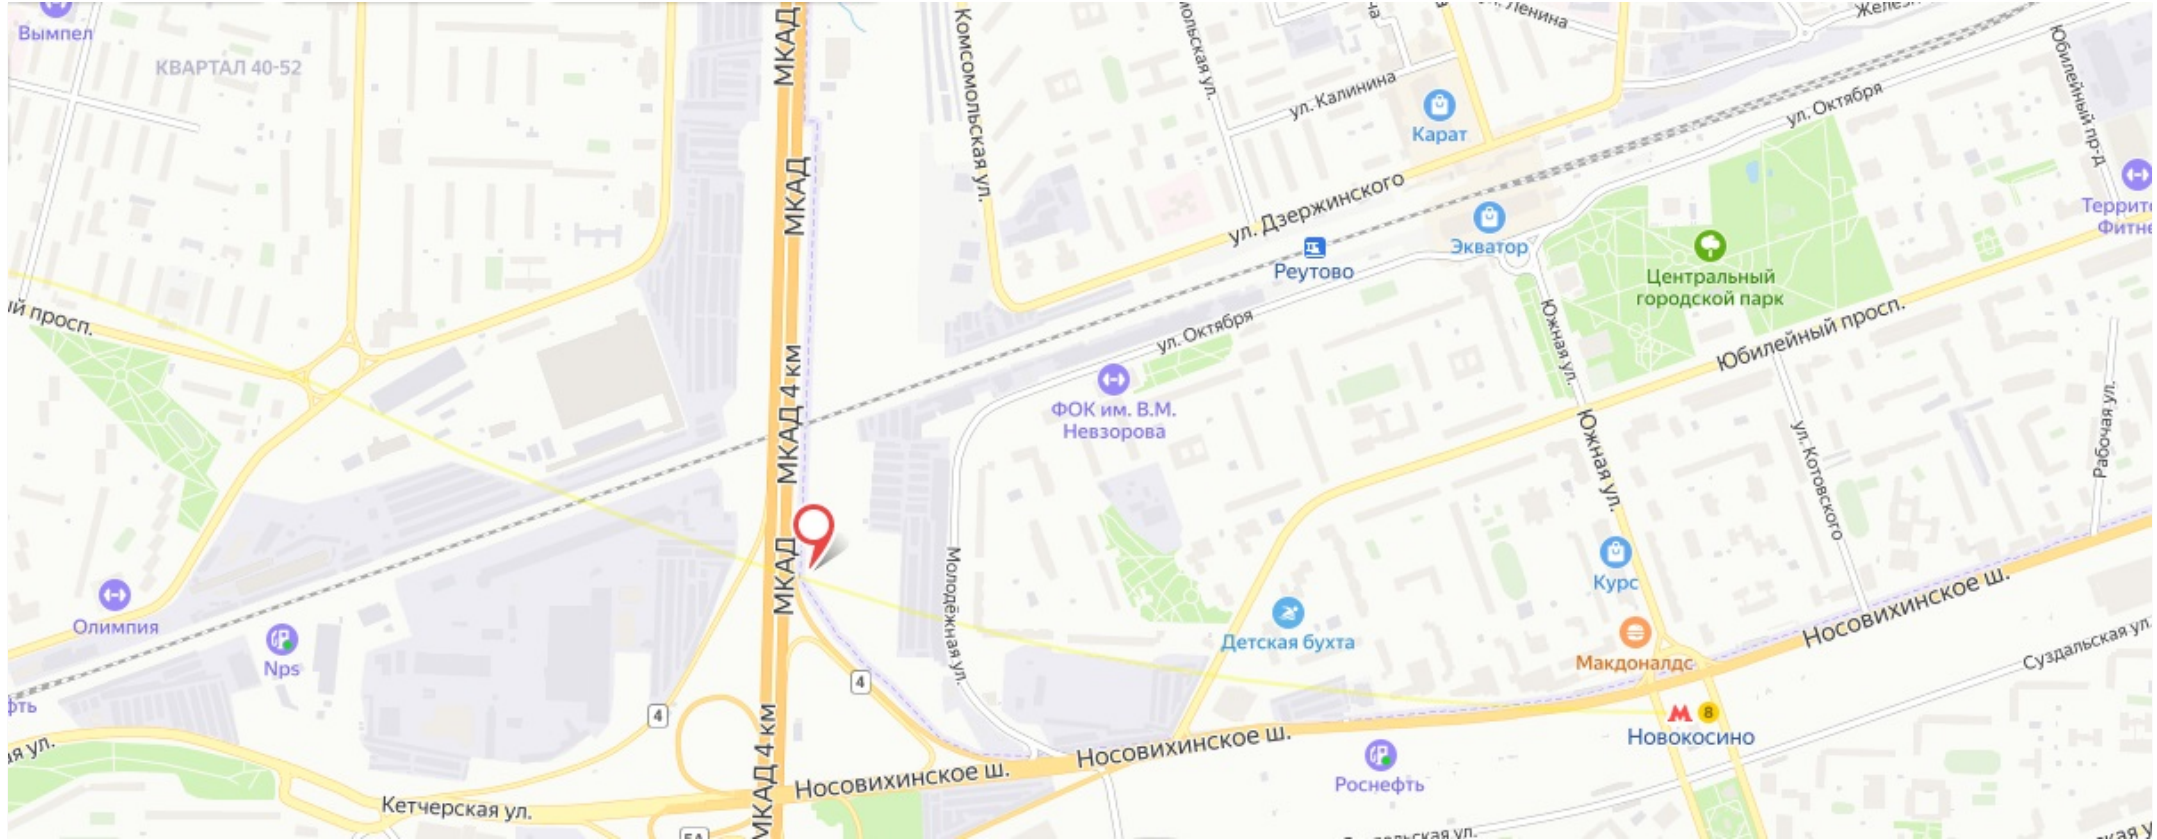 Вымпел
КВАРТАЛ 40-52
МКАД
Комсомольская ул.
ул. Калинина
Карат
ул. Октября
Юбилейный пр-д
МКАД
ул. Дзержинского
Экватор
Реутово
Центральный
городской парк
просп.
ул. Октября
Южная ул.
Юбилейный просп.
МКАД 4 км
ФОК им. В.М.
Невзорова
Южная ул.
ул. Котовского
Рабочая ул.
МКАД
Молодёжная ул.
Курс
Олимпия
Nps
Детская бухта
Макдоналдс
Носовихинское ш.
Суздальская ул.
4
4
М 8
Новокосино
МКАД 4 км
Носовихинское ш.
Носовихинское ш.
Роснефть
Кетчерская ул.